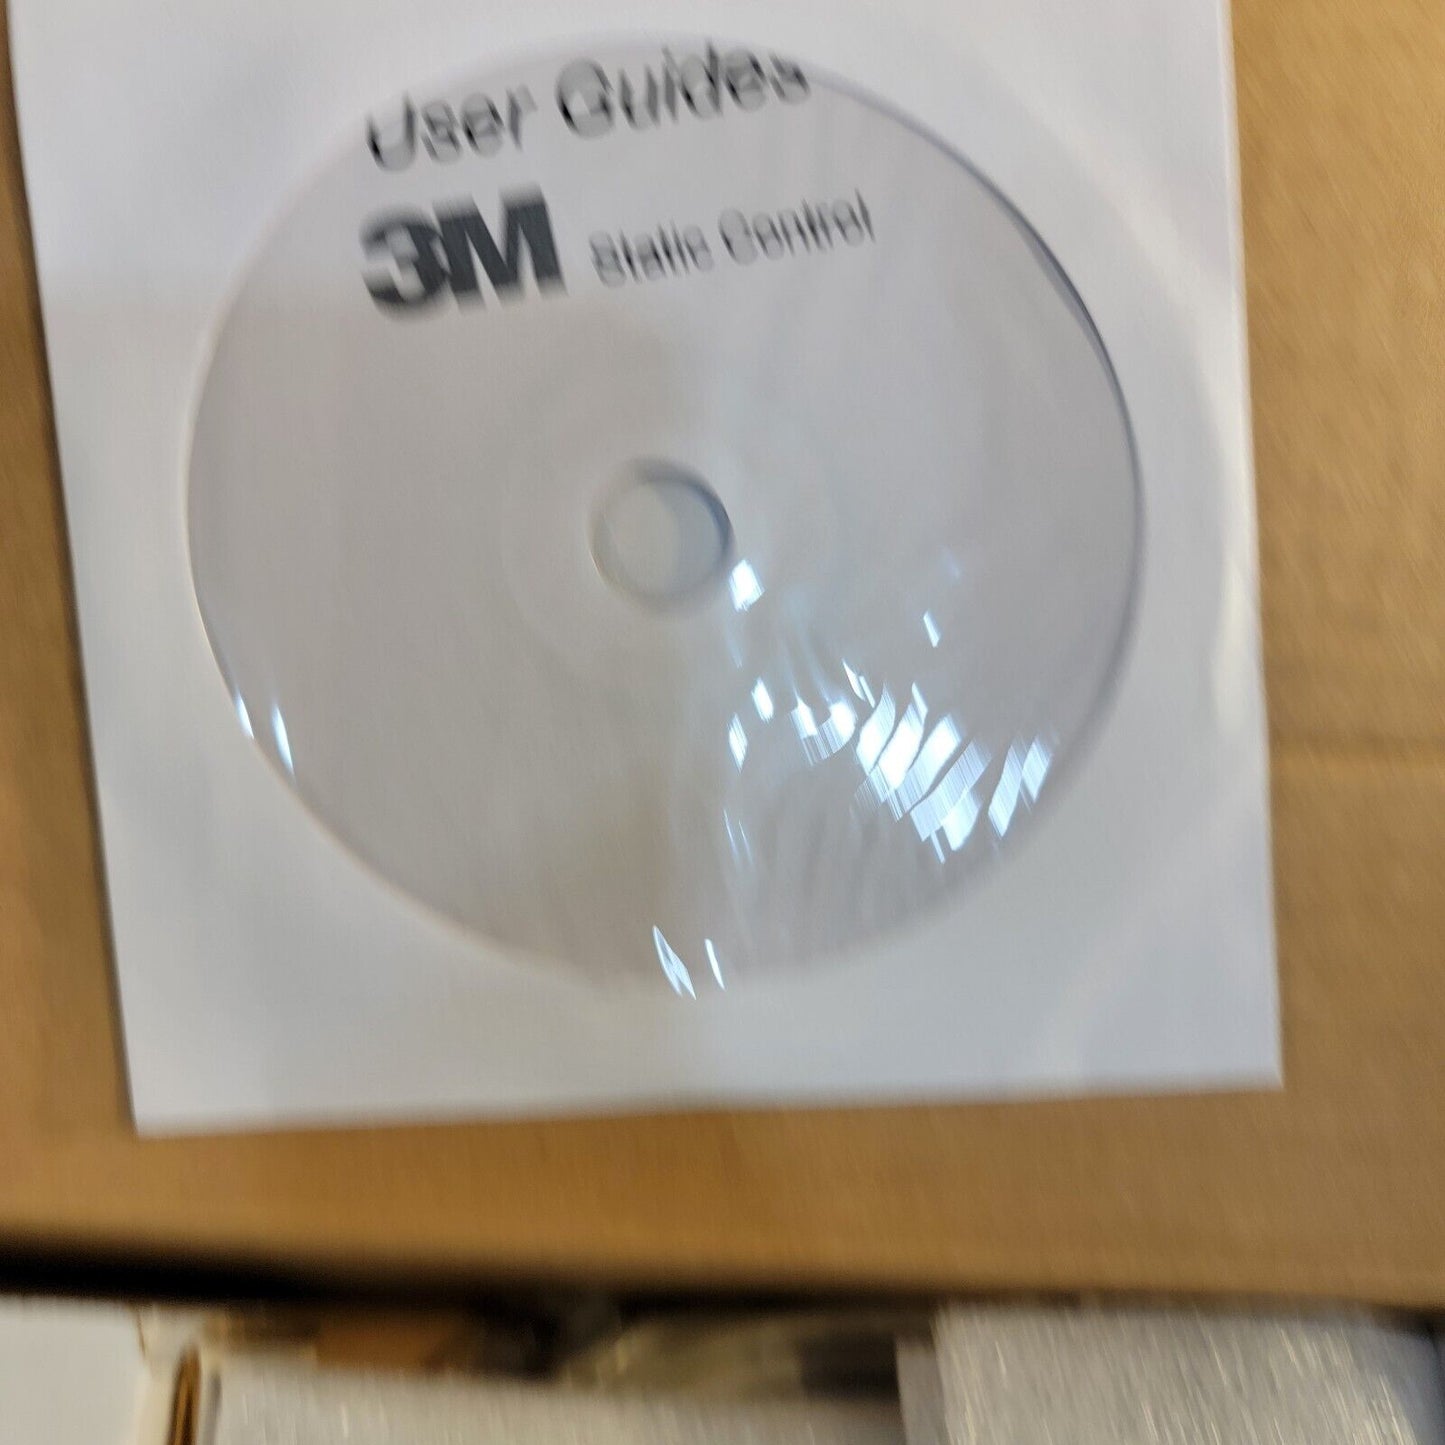 User Guides
3M Static Control